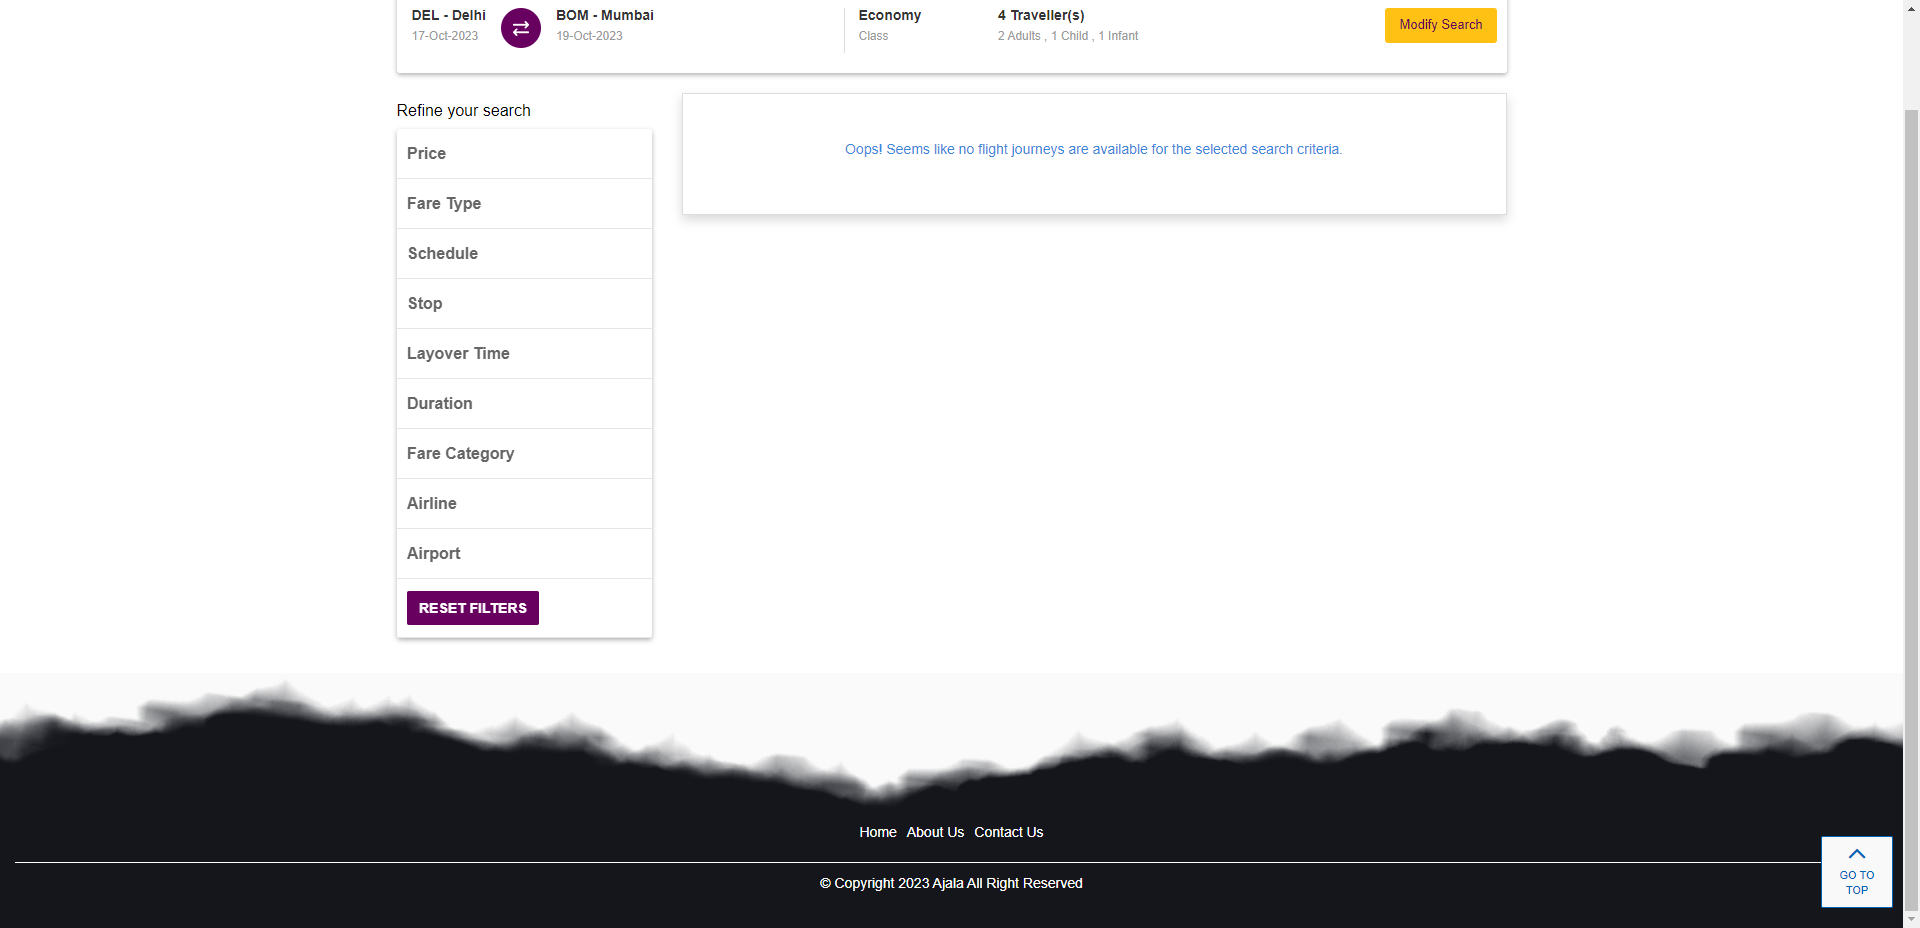 DEL - Delhi
17-Oct-2023
BOM - Mumbai
19-Oct-2023
Economy
Class
4 Traveller(s)
2 Adults , 1 Child , 1 Infant
Modify Search
Refine your search
Price
Fare Type
Schedule
Stop
Layover Time
Duration
Fare Category
Airline
Airport
RESET FILTERS
Oops! Seems like no flight journeys are available for the selected search criteria.
Home About Us Contact Us
© Copyright 2023 Ajala All Right Reserved
GO TO
TOP